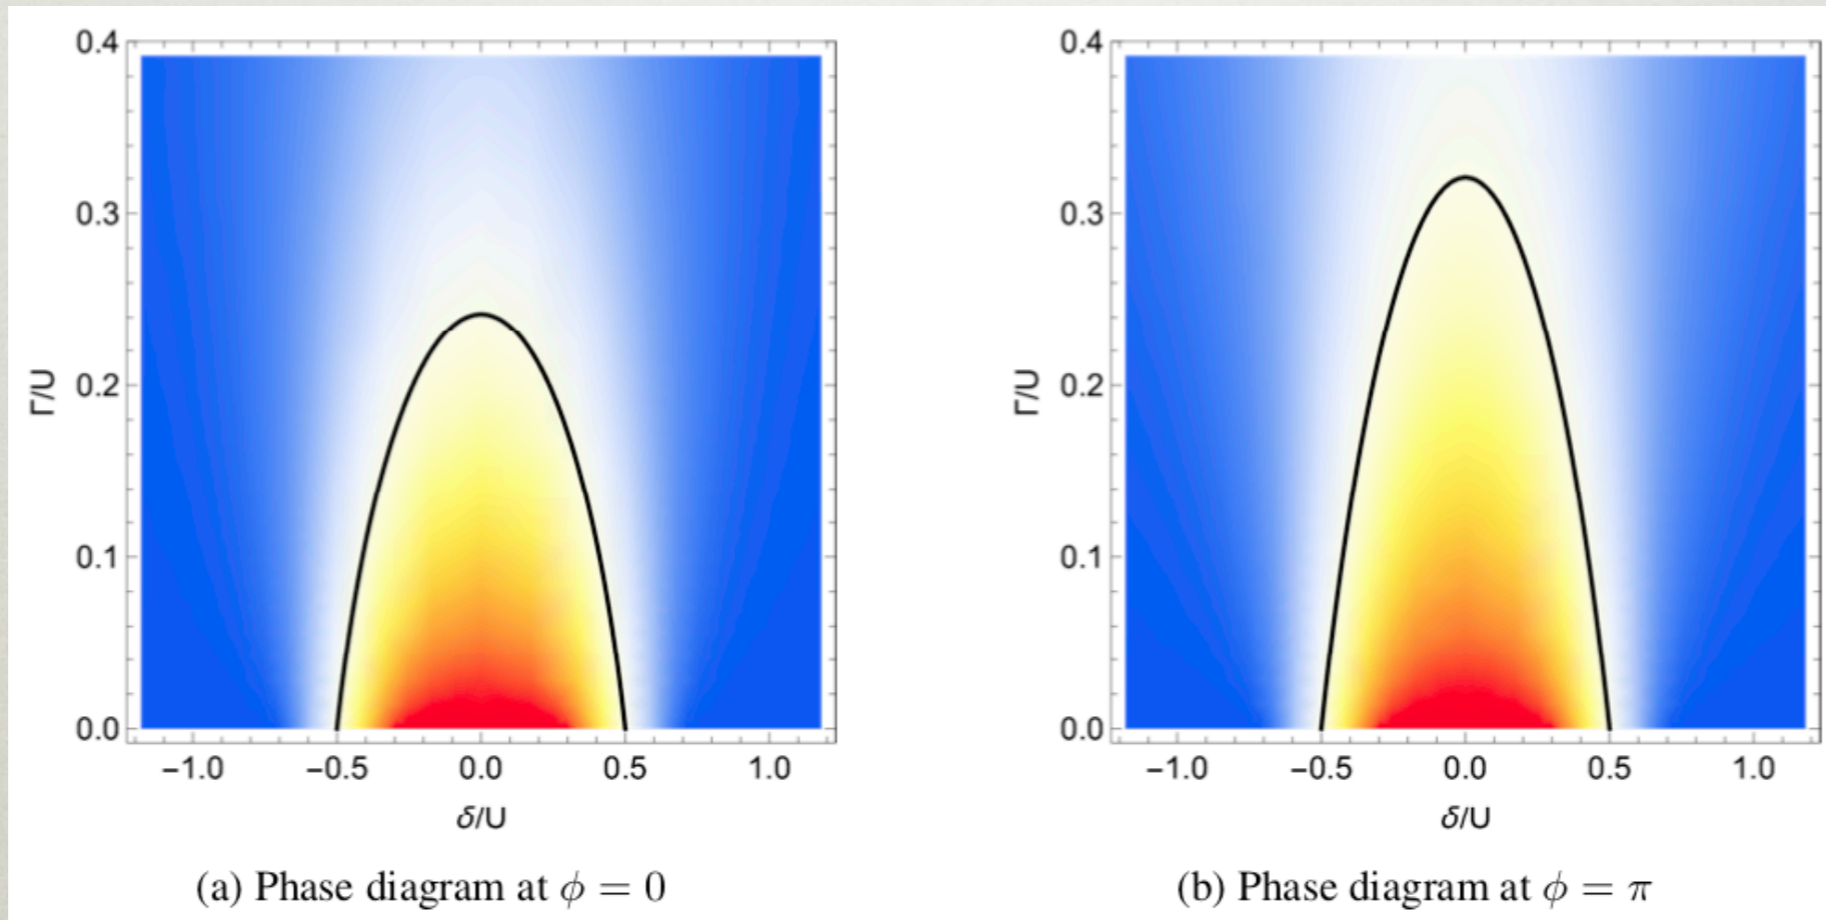 0.4
0.3
0.2
0.1
0.0
Γ/U
−1.0 −0.5 0.0 0.5 1.0
δ/U
(a) Phase diagram at ϕ = 0
0.4
0.3
0.2
0.1
0.0
Γ/U
−1.0 −0.5 0.0 0.5 1.0
δ/U
(b) Phase diagram at ϕ = π